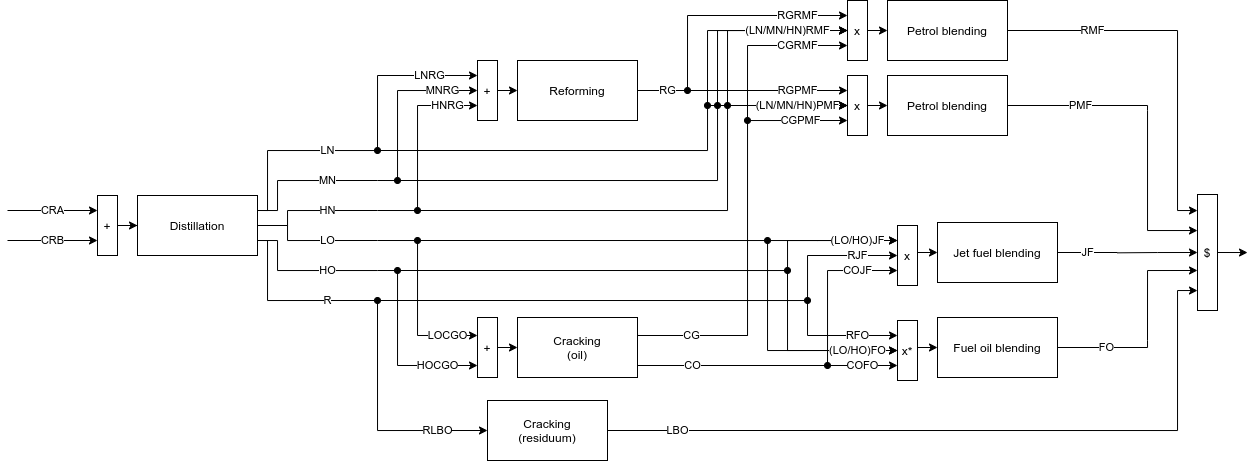 RGRMF
(LN/MN/HN)RMF
CGRMF
x
Petrol blending
RMF
LNRG
MNRG
HNRG
+
Reforming
RG
RGPMF
(LN/MN/HN)PMF
CGPMF
x
Petrol blending
PMF
LN
MN
HN
LO
HO
R
CRA
CRB
+
Distillation
(LO/HO)JF
RJF
COJF
x
Jet fuel blending
JF
$
LOCGO
HOCGO
+
Cracking
(oil)
CG
CO
RFO
(LO/HO)FO
COFO
x*
Fuel oil blending
FO
RLBO
Cracking
(residuum)
LBO